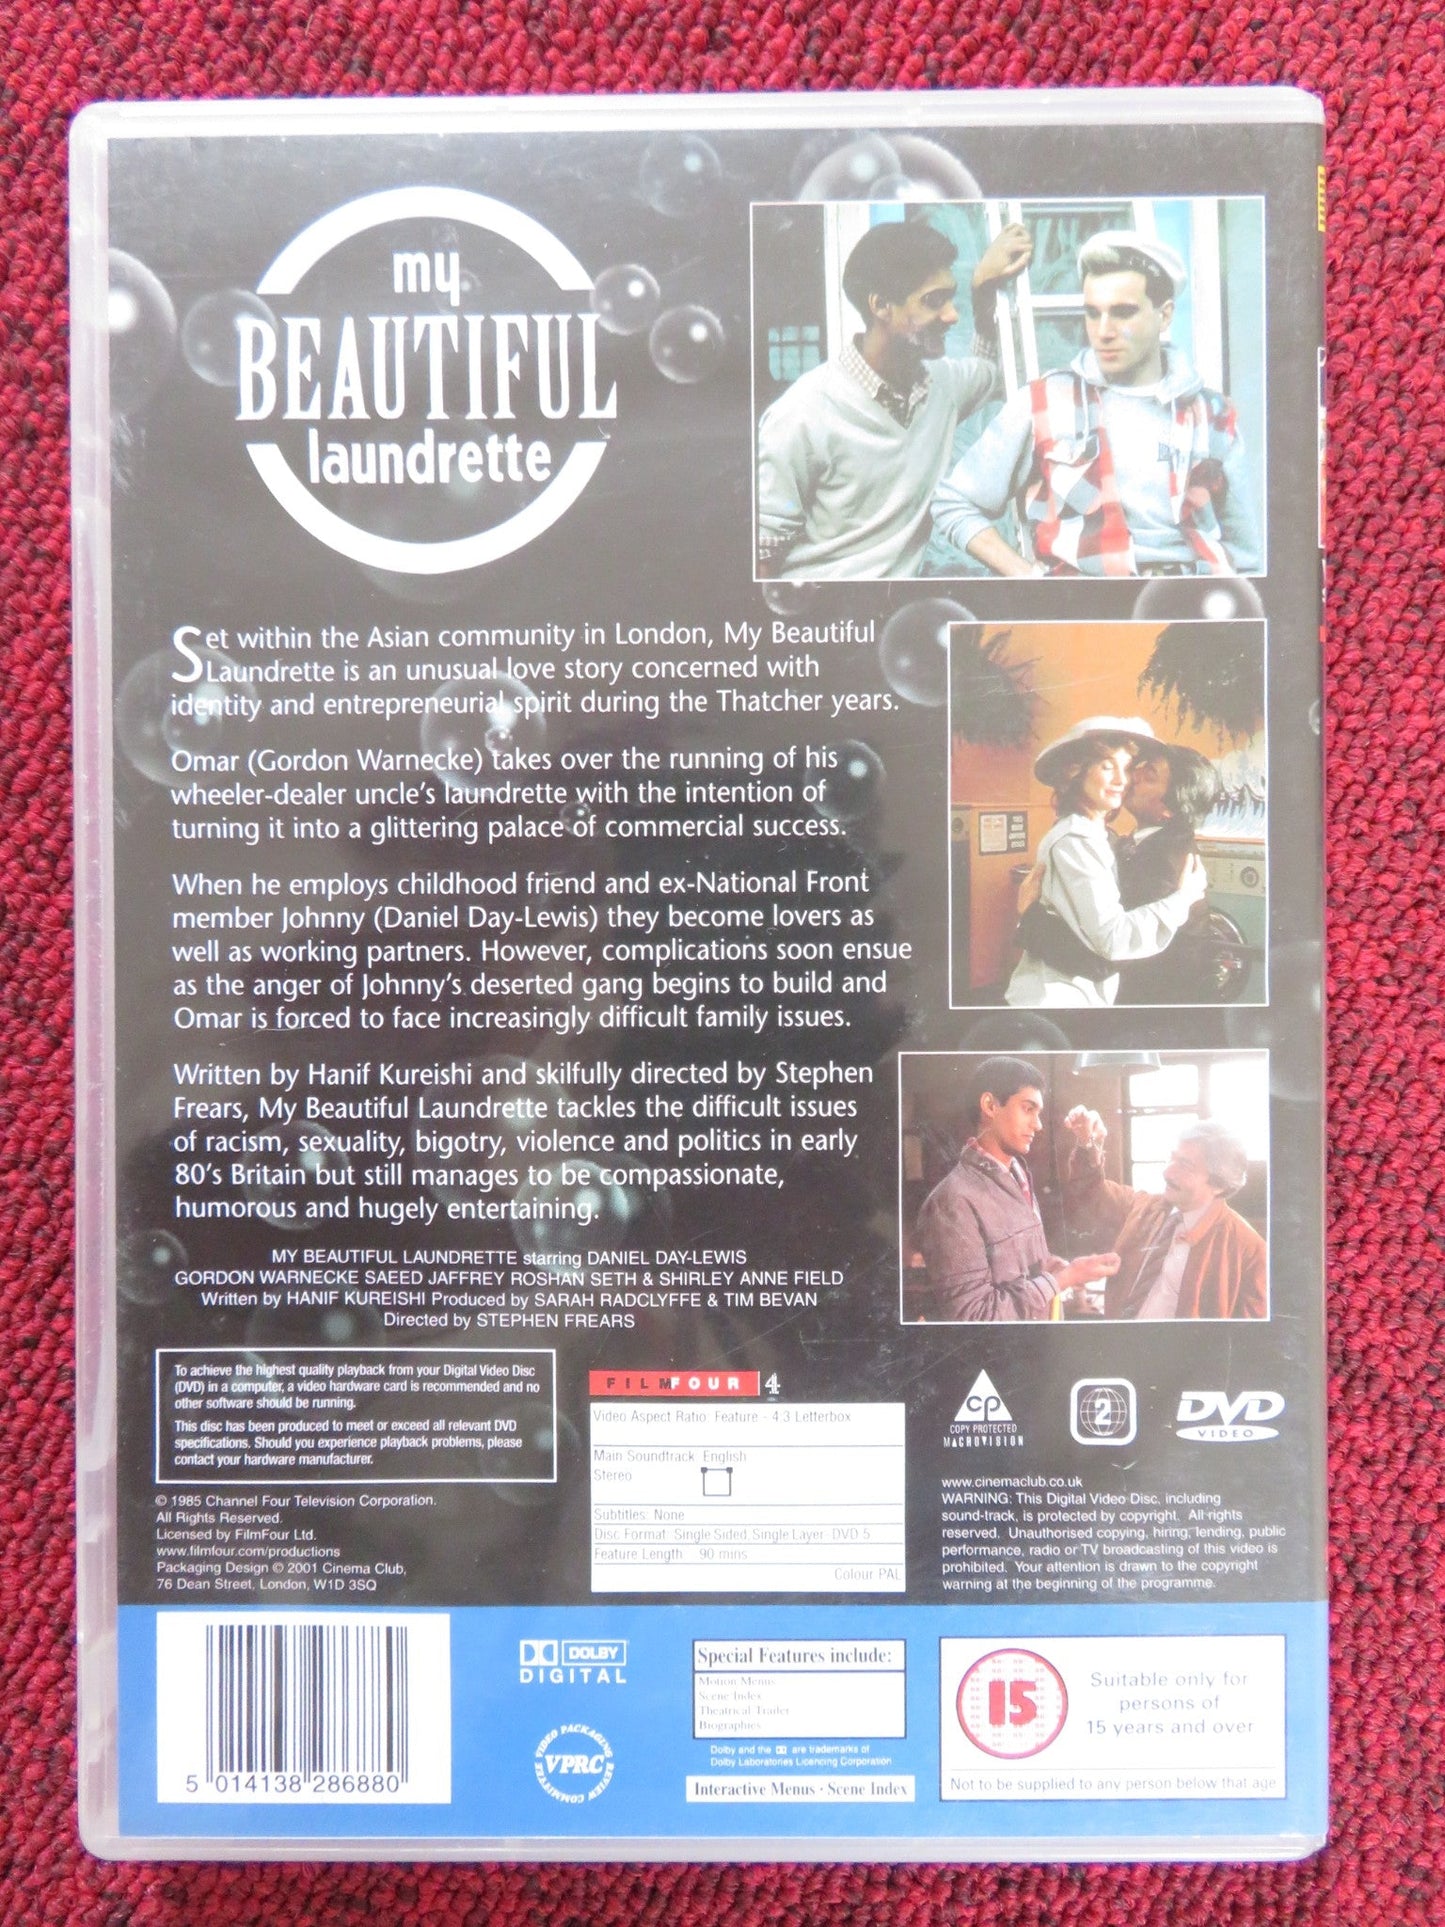 my
BEAUTIFUL
laundrette
Set within the Asian community in London, My Beautiful
Laundrette is an unusual love story concerned with
identity and entrepreneurial spirit during the Thatcher years.
Omar (Gordon Warnecke) takes over the running of his
wheeler-dealer uncle's laundrette with the intention of
turning it into a glittering palace of commercial success.
When he employs childhood friend and ex-National Front
member Johnny (Daniel Day-Lewis) they become lovers as
well as working partners. However, complications soon ensue
as the anger of Johnny's deserted gang begins to build and
Omar is forced to face increasingly difficult family issues.
Written by Hanif Kureishi and skilfully directed by Stephen
Frears, My Beautiful Laundrette tackles the difficult issues
of racism, sexuality, bigotry, violence and politics in early
80's Britain but still manages to be compassionate,
humorous and hugely entertaining.
MY BEAUTIFUL LAUNDRETTE starring DANIEL DAY-LEWIS
GORDON WARNECKE SAEED JAFFREY ROSHAN SETH & SHIRLEY ANNE FIELD
Written by HANIF KUREISHI Produced by SARAH RADCLYFFE & TIM BEVAN
Directed by STEPHEN FREARS
To achieve the highest quality playback from your Digital Video Disc
(DVD) in a computer, a video hardware card is recommended and no
other software should be running.
This disc has been produced to meet or exceed all relevant DVD
specifications. Should you experience playback problems, please
contact your hardware manufacturer.
© 1985 Channel Four Television Corporation.
All Rights Reserved.
Licensed by FilmFour Ltd.
www.filmfour.com/productions
Packaging Design © 2001 Cinema Club,
76 Dean Street, London, W1D 3SQ
FILMFOUR 4
Video Aspect Ratio: Feature - 4:3 Letterbox
Main Soundtrack English
Stereo
Subtitles: None
Disc Format: Single Sided, Single Layer- DVD 5
Feature Length 90 mins
Colour PAL
CP
COPY PROTECTED
MACROVISION
2
DVD
VIDEO
www.cinemaclub.co.uk
WARNING: This Digital Video Disc, including
sound-track, is protected by copyright. All rights
reserved. Unauthorised copying, hiring, lending, public
performance, radio or TV broadcasting of this video is
prohibited. Your attention is drawn to the copyright
warning at the beginning of the programme.
5 014138 286880
DOLBY
DIGITAL
VIDEO PACKAGING
VPRC
REVIEW COMMITTEE
Special Features include:
Motion Menus
Scene Index
Theatrical Trailer
Biographies
Dolby and the are trademarks of
Dolby Laboratories Licencing Corporation
Interactive Menus · Scene Index
15
Suitable only for
persons of
15 years and over
Not to be supplied to any person below that age